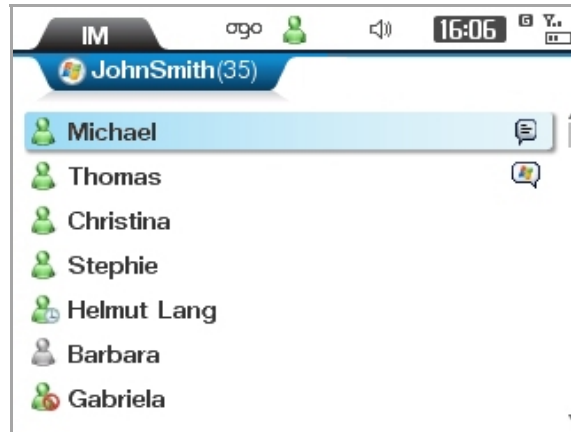 IM ogo 16:06 G
JohnSmith(35)
Michael
Thomas
Christina
Stephie
Helmut Lang
Barbara
Gabriela